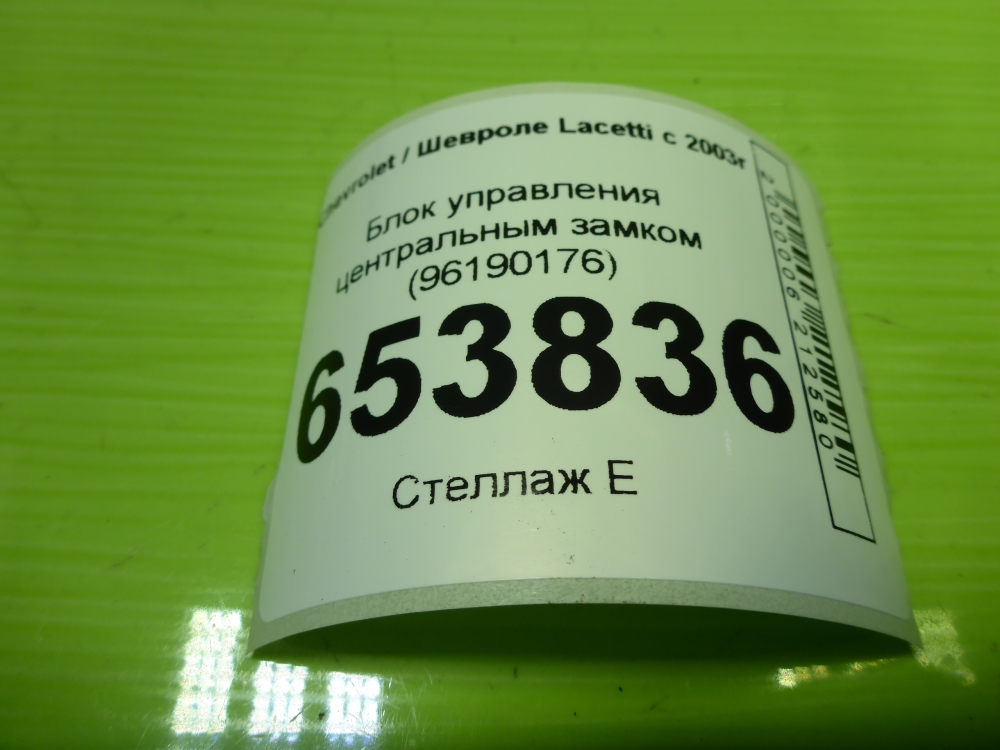 Chevrolet / Шевроле Lacetti с 2003г
Блок управления
центральным замком
(96190176)
653836
Стеллаж Е
2000006212580